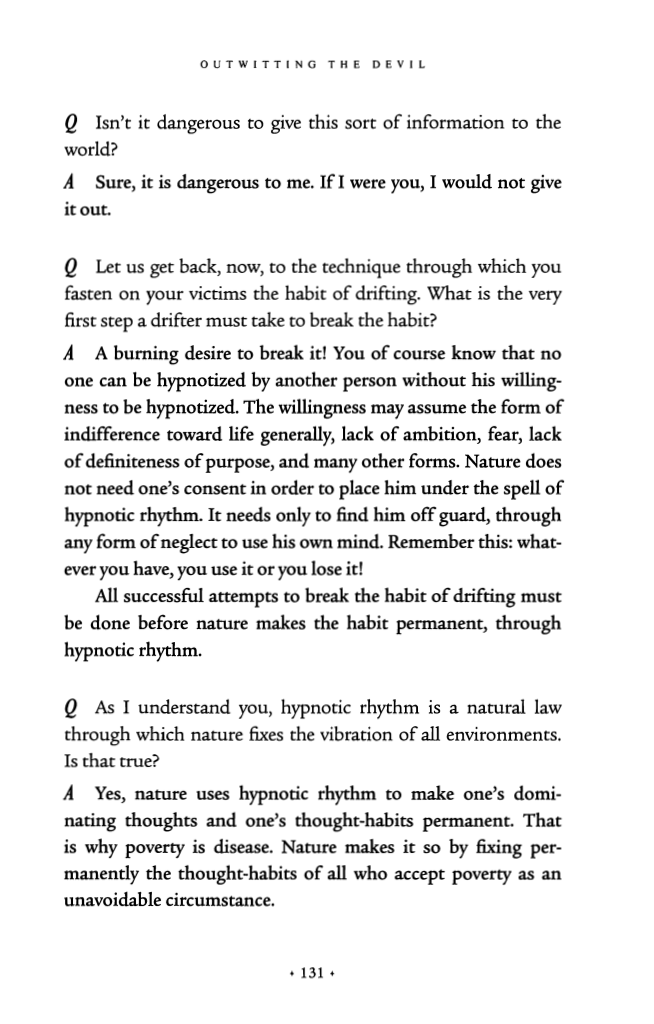 OUTWITTING THE DEVIL
Q Isn't it dangerous to give this sort of information to the
world?
A Sure, it is dangerous to me. If I were you, I would not give
it out.
Q Let us get back, now, to the technique through which you
fasten on your victims the habit of drifting. What is the very
first step a drifter must take to break the habit?
A A burning desire to break it! You of course know that no
one can be hypnotized by another person without his willing-
ness to be hypnotized. The willingness may assume the form of
indifference toward life generally, lack of ambition, fear, lack
of definiteness of purpose, and many other forms. Nature does
not need one's consent in order to place him under the spell of
hypnotic rhythm. It needs only to find him off guard, through
any form of neglect to use his own mind. Remember this: what-
ever you have, you use it or you lose it!
All successful attempts to break the habit of drifting must
be done before nature makes the habit permanent, through
hypnotic rhythm.
Q As I understand you, hypnotic rhythm is a natural law
through which nature fixes the vibration of all environments.
Is that true?
A Yes, nature uses hypnotic rhythm to make one's domi-
nating thoughts and one's thought-habits permanent. That
is why poverty is disease. Nature makes it so by fixing per-
manently the thought-habits of all who accept poverty as an
unavoidable circumstance.
• 131 •